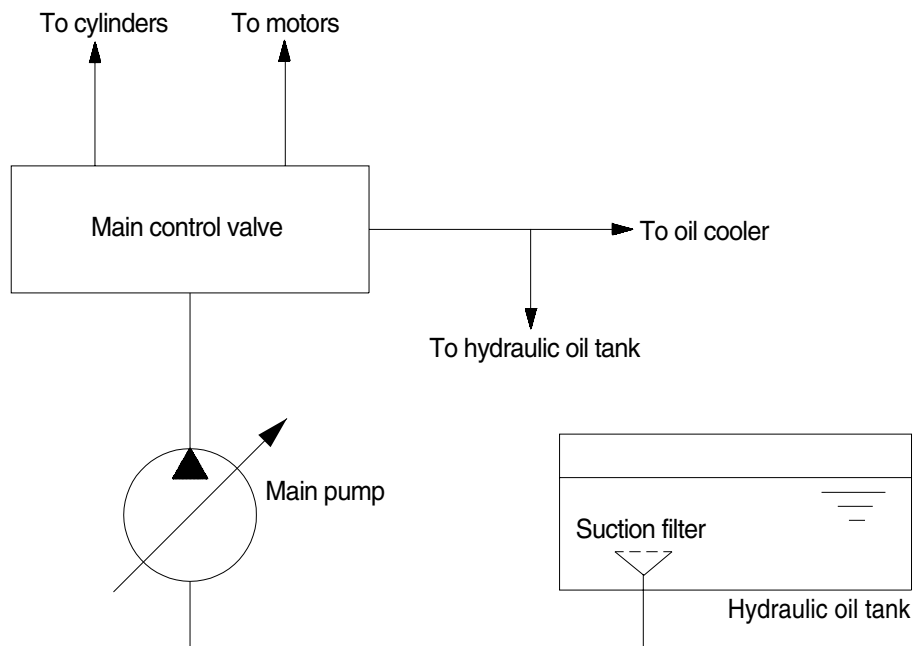 To cylinders
To motors
Main control valve
To oil cooler
To hydraulic oil tank
Main pump
Suction filter
Hydraulic oil tank